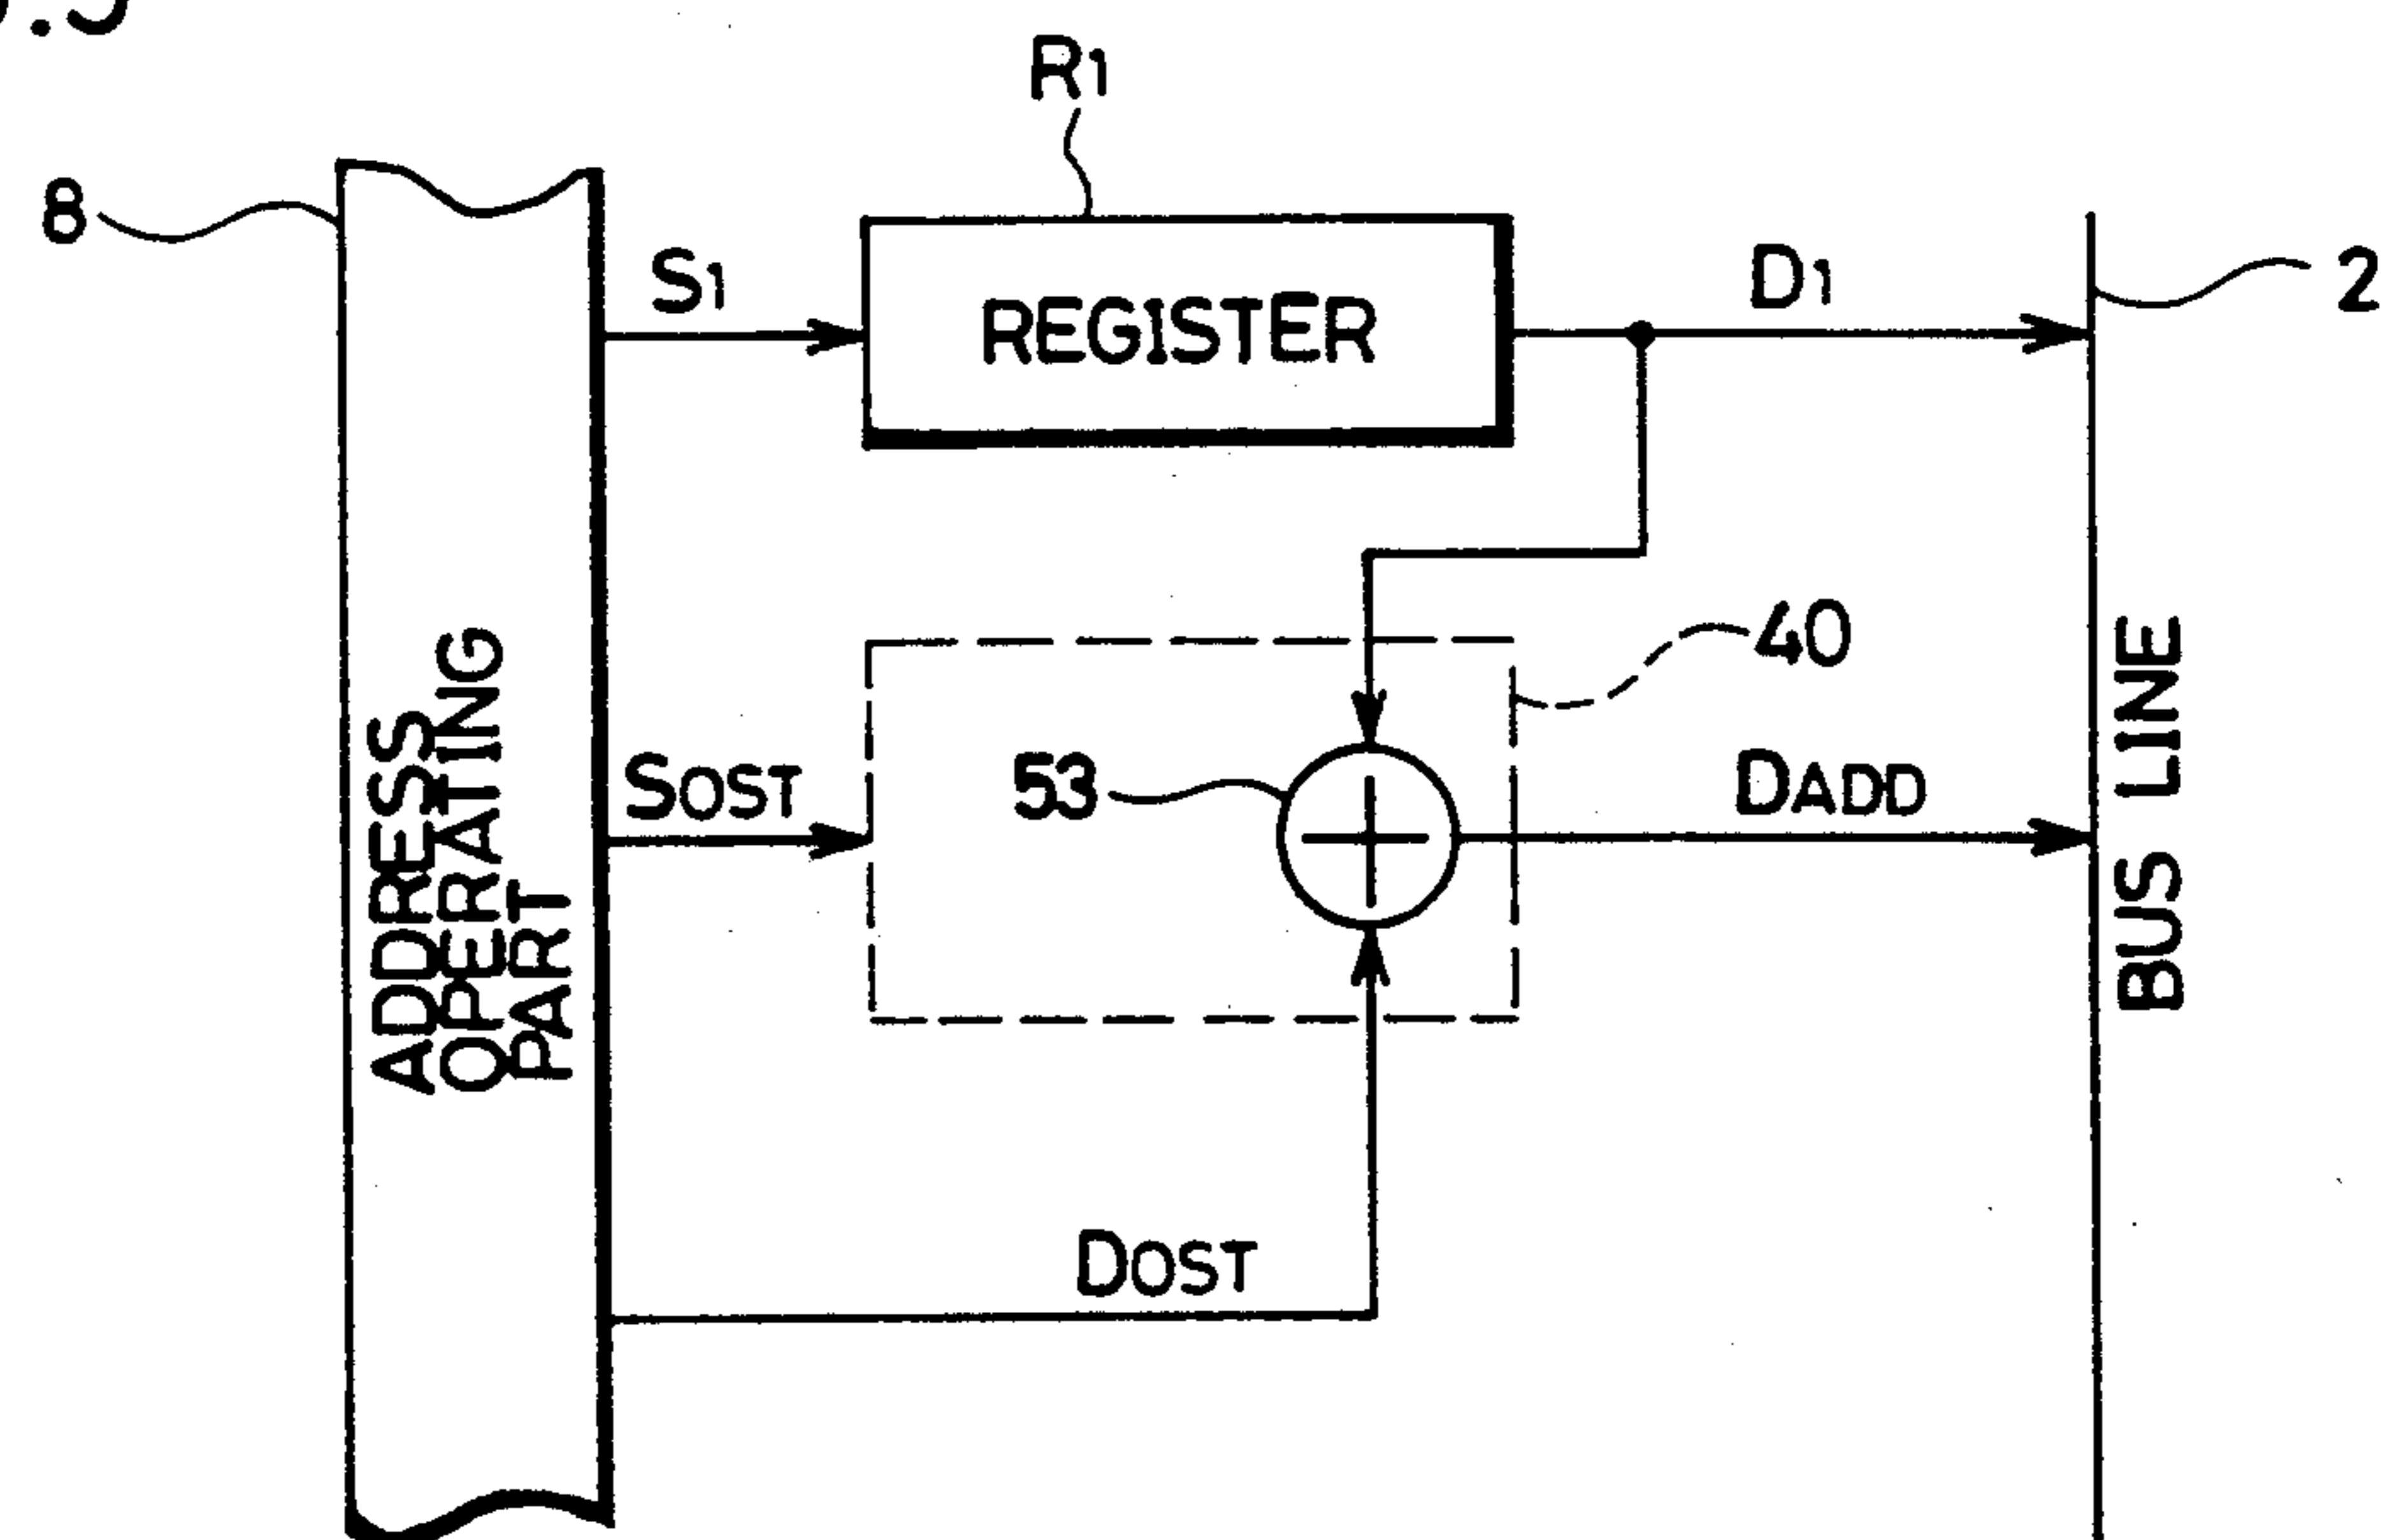 R1
8
S1
REGISTER
D1
2
40
SOST
53
DADD
ADDRESS
OPERATING
PART
BUS LINE
DOST